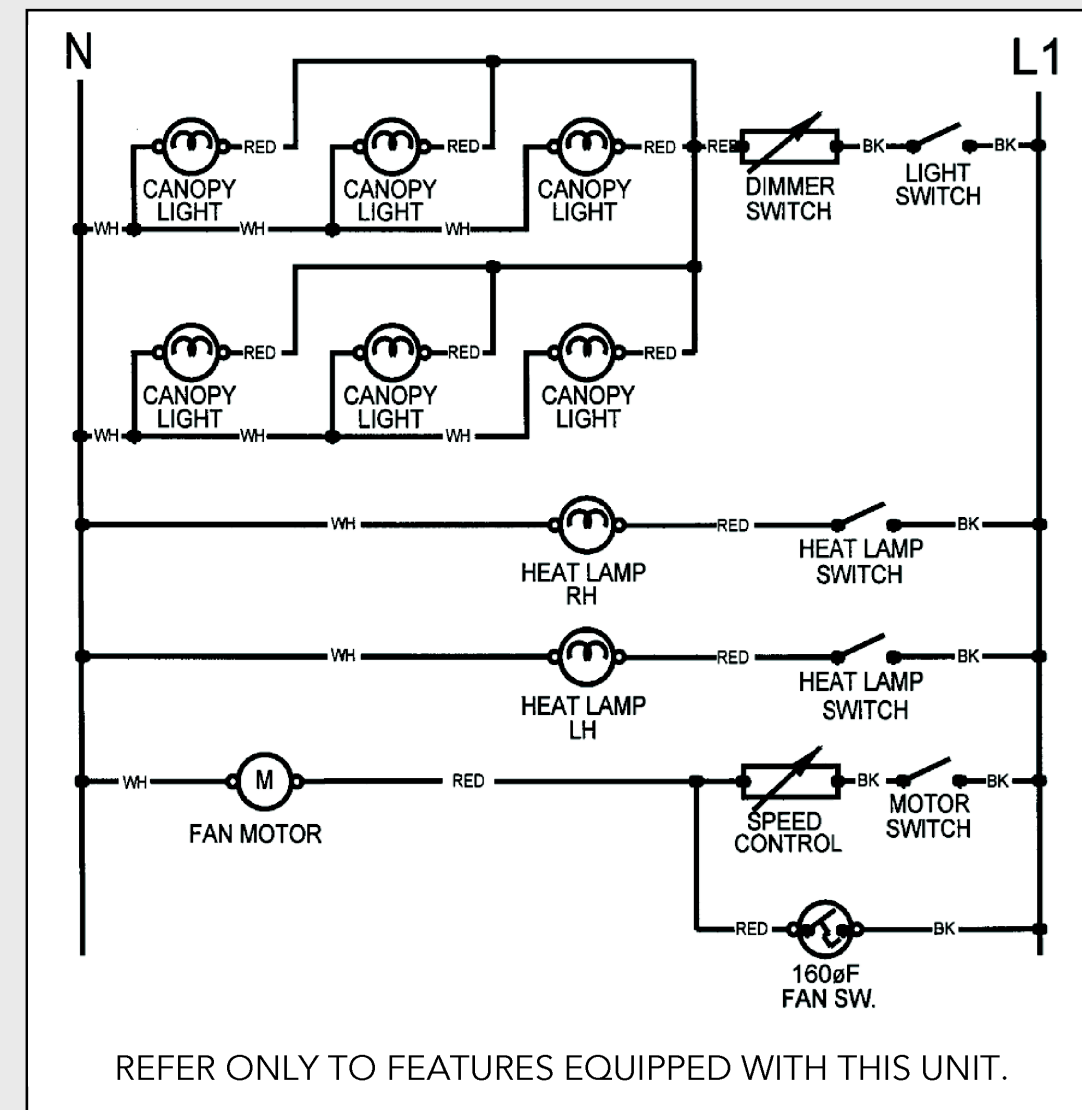 N
L1
RED RED RED RED BK BK
CANOPY LIGHT
CANOPY LIGHT
CANOPY LIGHT
DIMMER SWITCH
LIGHT SWITCH
WH WH WH
RED RED RED
CANOPY LIGHT
CANOPY LIGHT
CANOPY LIGHT
WH WH WH
WH RED BK
HEAT LAMP
RH
HEAT LAMP
SWITCH
WH RED BK
HEAT LAMP
LH
HEAT LAMP
SWITCH
WH M RED BK BK
FAN MOTOR
SPEED
CONTROL
MOTOR
SWITCH
RED BK
160øF
FAN SW.
REFER ONLY TO FEATURES EQUIPPED WITH THIS UNIT.